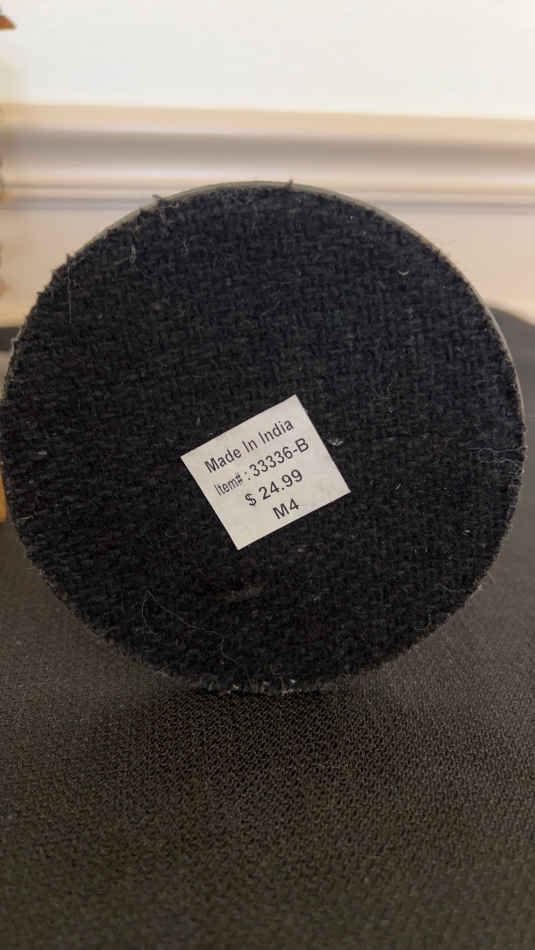 Made In India
Item# : 33336-B
$ 24.99
M4